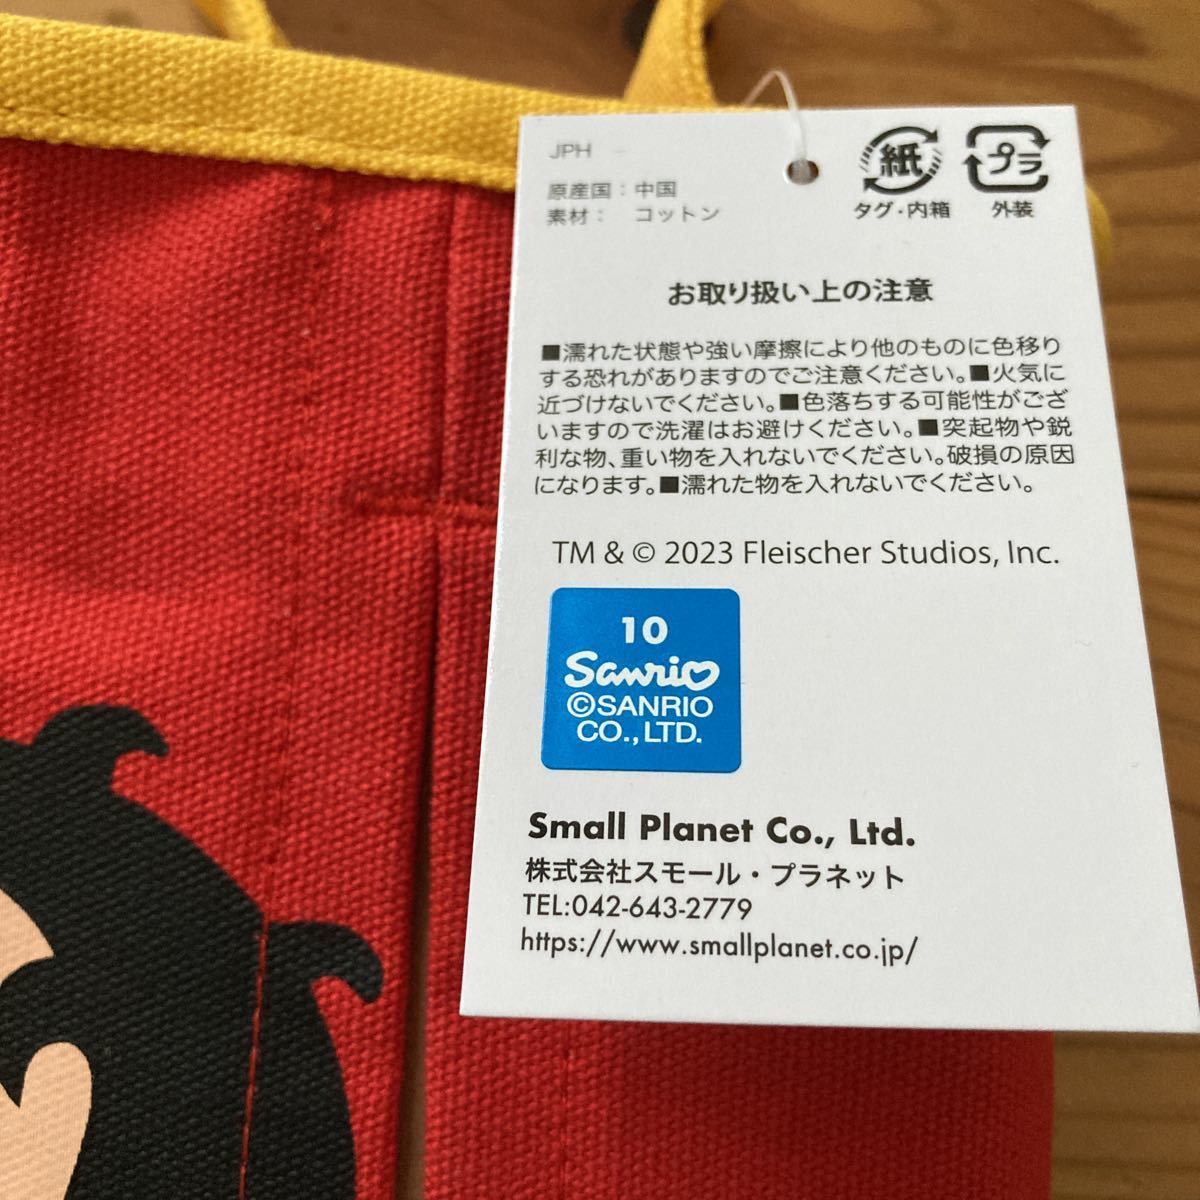 JPH
原産国：中国
素材： コットン
紙
プラ
タグ・内箱
外装
お取り扱い上の注意
■濡れた状態や強い摩擦により他のものに色移り
する恐れがありますのでご注意ください。■火気に
近づけないでください。■色落ちする可能性がござ
いますので洗濯はお避けください。■突起物や鋭
利な物、重い物を入れないでください。破損の原因
になります。■濡れた物を入れないでください。
TM & © 2023 Fleischer Studios, Inc.
10
Sanrio
©SANRIO
CO.,LTD.
Small Planet Co., Ltd.
株式会社スモール・プラネット
TEL:042-643-2779
https://www.smallplanet.co.jp/